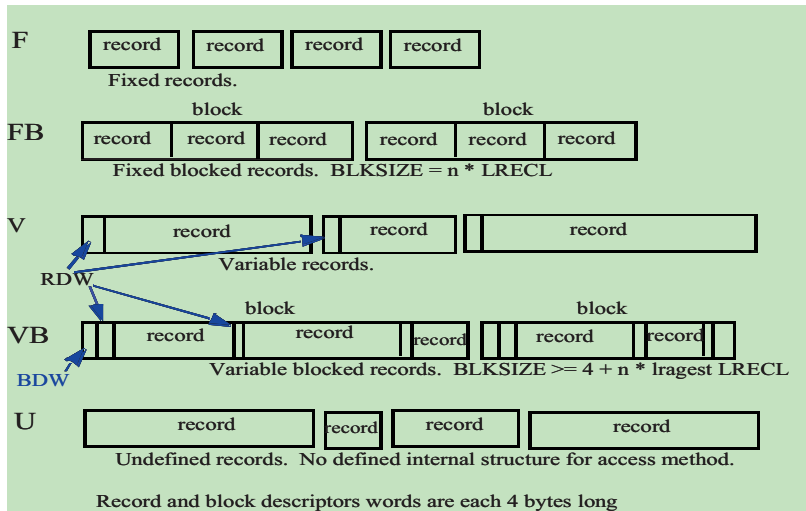 F
record record record record
Fixed records.
block block
FB
record record record record record record
Fixed blocked records. BLKSIZE = n * LRECL
V
record record record
Variable records.
RDW
block block
VB
record record record record record
BDW
Variable blocked records. BLKSIZE >= 4 + n * lragest LRECL
U
record record record record
Undefined records. No defined internal structure for access method.
Record and block descriptors words are each 4 bytes long